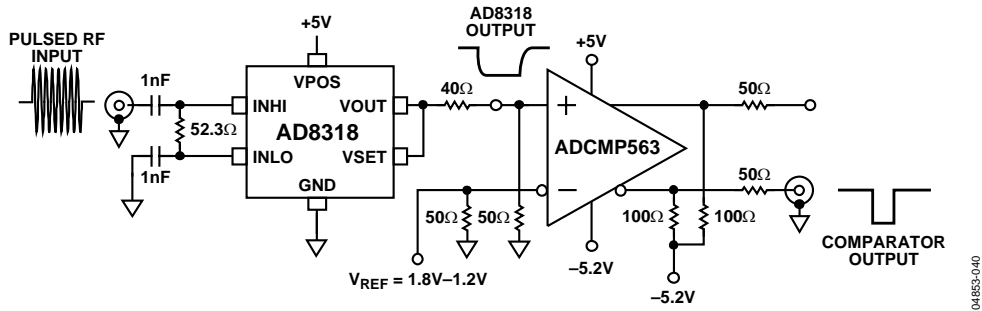 PULSED RF
INPUT
1nF
1nF
52.3Ω
+5V
VPOS
INHI
VOUT
AD8318
INLO
VSET
GND
AD8318
OUTPUT
40Ω
50Ω
50Ω
VREF = 1.8V–1.2V
+5V
+
ADCMP563
–
–5.2V
50Ω
50Ω
100Ω
100Ω
–5.2V
COMPARATOR
OUTPUT
04853-040